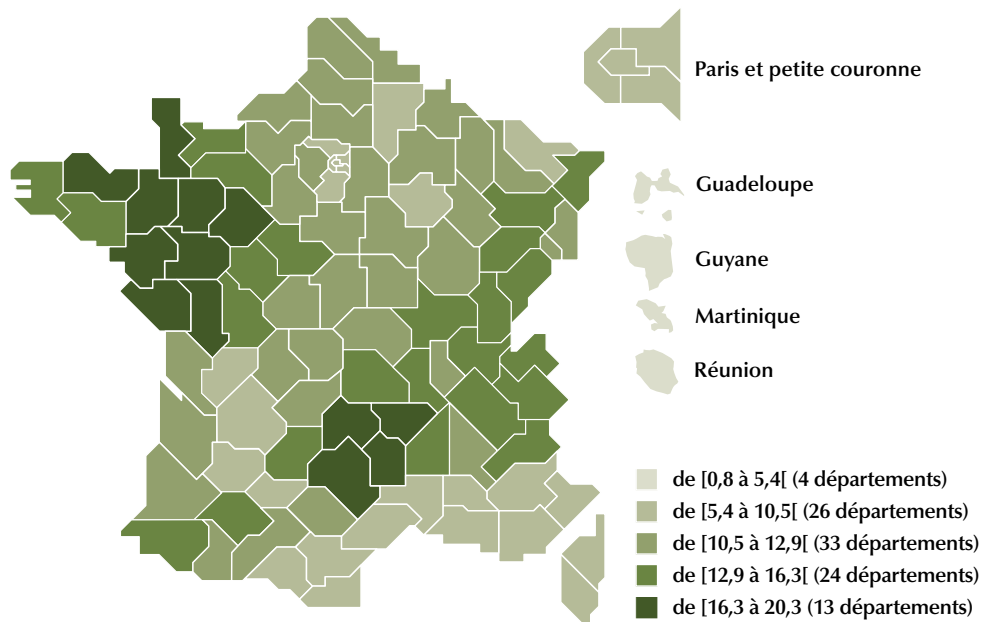 Paris et petite couronne
Guadeloupe
Guyane
Martinique
Réunion
de [0,8 à 5,4[ (4 départements)
de [5,4 à 10,5[ (26 départements)
de [10,5 à 12,9[ (33 départements)
de [12,9 à 16,3[ (24 départements)
de [16,3 à 20,3 (13 départements)